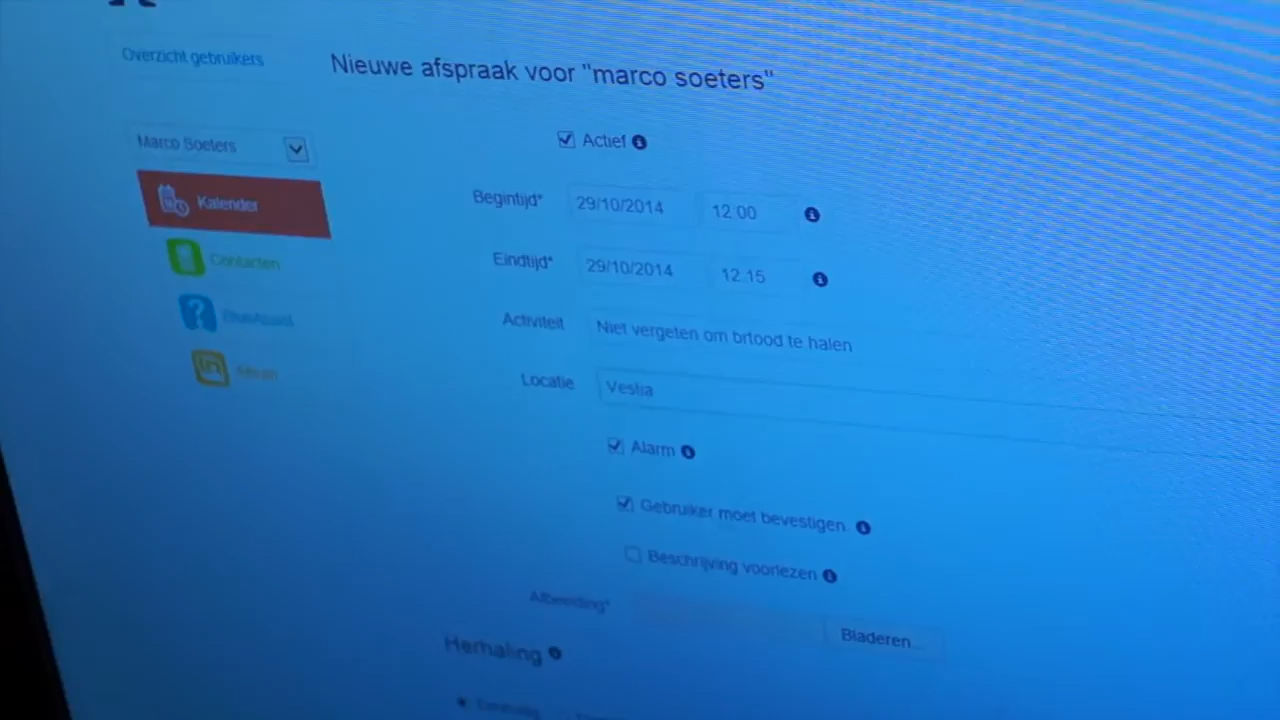 Overzicht gebruikers
Nieuwe afspraak voor "marco soeters"
Marco Soeters
Actief
Kalender
Begintijd* 29/10/2014 12:00
Contacten
Eindtijd* 29/10/2014 12:15
BlueAssist
Activiteit Niet vergeten om brtood te halen
Locatie Vestia
Alarm
Gebruiker moet bevestigen.
Beschrijving voorlezen
Afbeelding*
Bladeren...
Herhaling